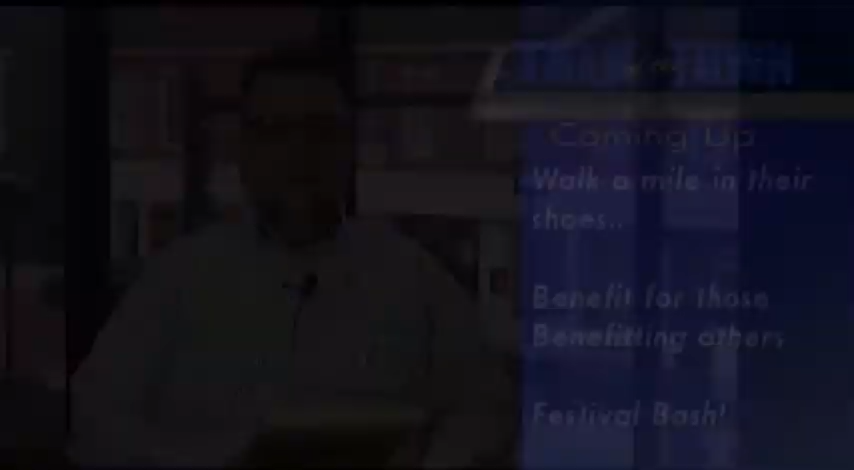 Coming Up
Walk a mile in their
shoes..
Benefit for those
Benefitting others
Festival Bash!